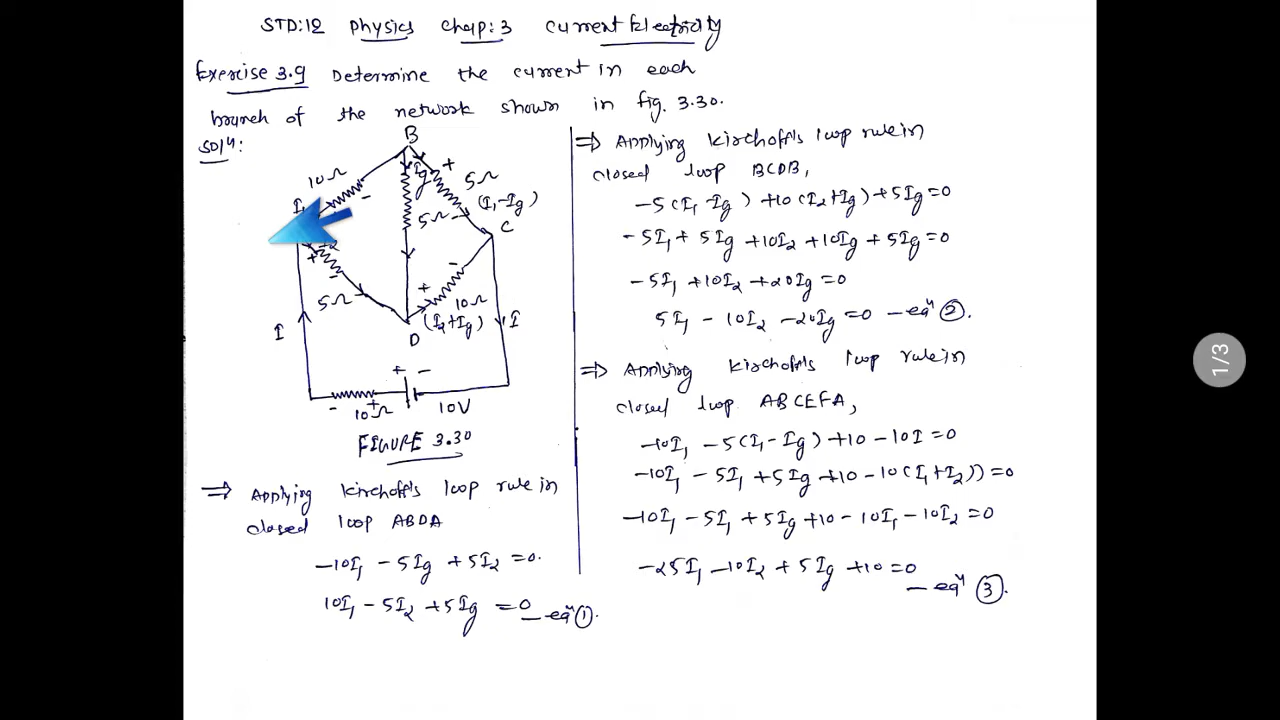 STD:12 Physics Chap:3 Current Electricity
Exercise 3.9 Determine the current in each
branch of the network shown in fig. 3.30.
Solⁿ:
B
10Ω
+
Ig
5Ω
-
I₁
5Ω
(I₁-Ig)
C
+
-
-
5Ω
+
10Ω
I
(I₂+Ig)
I
D
+ -
- 10Ω +
10V
FIGURE 3.30
⇒ Applying Kirchoff's loop rule in
closed loop ABDA
-10I₁ - 5Ig + 5I₂ =0.
10I₁ - 5I₂ + 5Ig = 0 — eqⁿ ①.
⇒ Applying Kirchoff's loop rule in
closed loop BCDB,
-5(I₁-Ig) + 10(I₂+Ig) + 5Ig=0
-5I₁ + 5Ig + 10I₂ + 10Ig + 5Ig=0
-5I₁ + 10I₂ + 20Ig =0
5I₁ - 10I₂ - 20Ig =0 — eqⁿ ②.
⇒ Applying Kirchoff's loop rule in
closed loop ABCEFA,
-10I₁ - 5(I₁-Ig) + 10 - 10I =0
-10I₁ - 5I₁ + 5Ig + 10 - 10(I₁+I₂))=0
-10I₁ - 5I₁ + 5Ig + 10 - 10I₁ - 10I₂ =0
-25I₁ - 10I₂ + 5Ig + 10 =0
— eqⁿ ③.
1/3